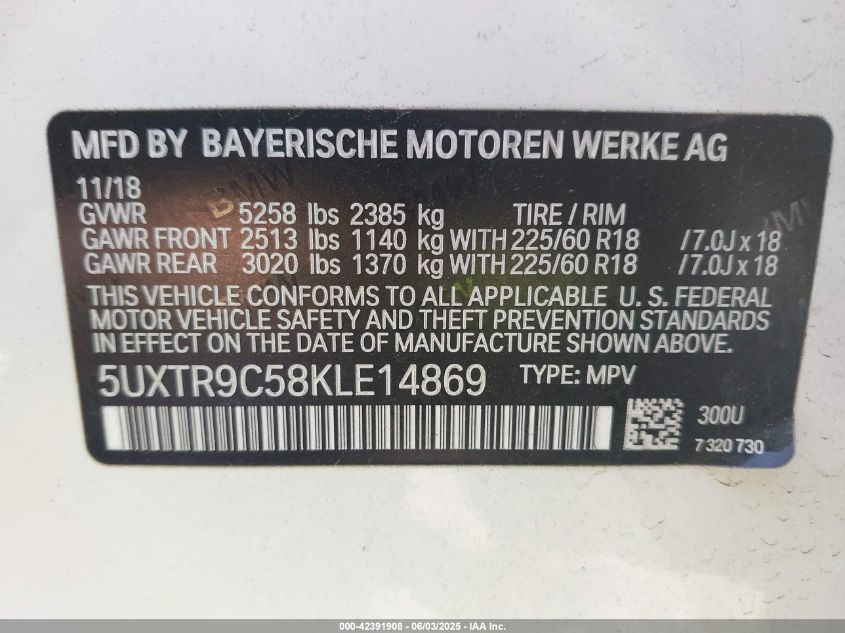 MFD BY BAYERISCHE MOTOREN WERKE AG
11/18
GVWR 5258 lbs 2385 kg TIRE / RIM
GAWR FRONT 2513 lbs 1140 kg WITH 225/60 R18 / 7.0J x 18
GAWR REAR 3020 lbs 1370 kg WITH 225/60 R18 / 7.0J x 18
THIS VEHICLE CONFORMS TO ALL APPLICABLE U. S. FEDERAL
MOTOR VEHICLE SAFETY AND THEFT PREVENTION STANDARDS
IN EFFECT ON THE DATE OF MANUFACTURE SHOWN ABOVE.
5UXTR9C58KLE14869 TYPE: MPV
300U
7 320 730
000-42391908 - 06/03/2025 - IAA Inc.